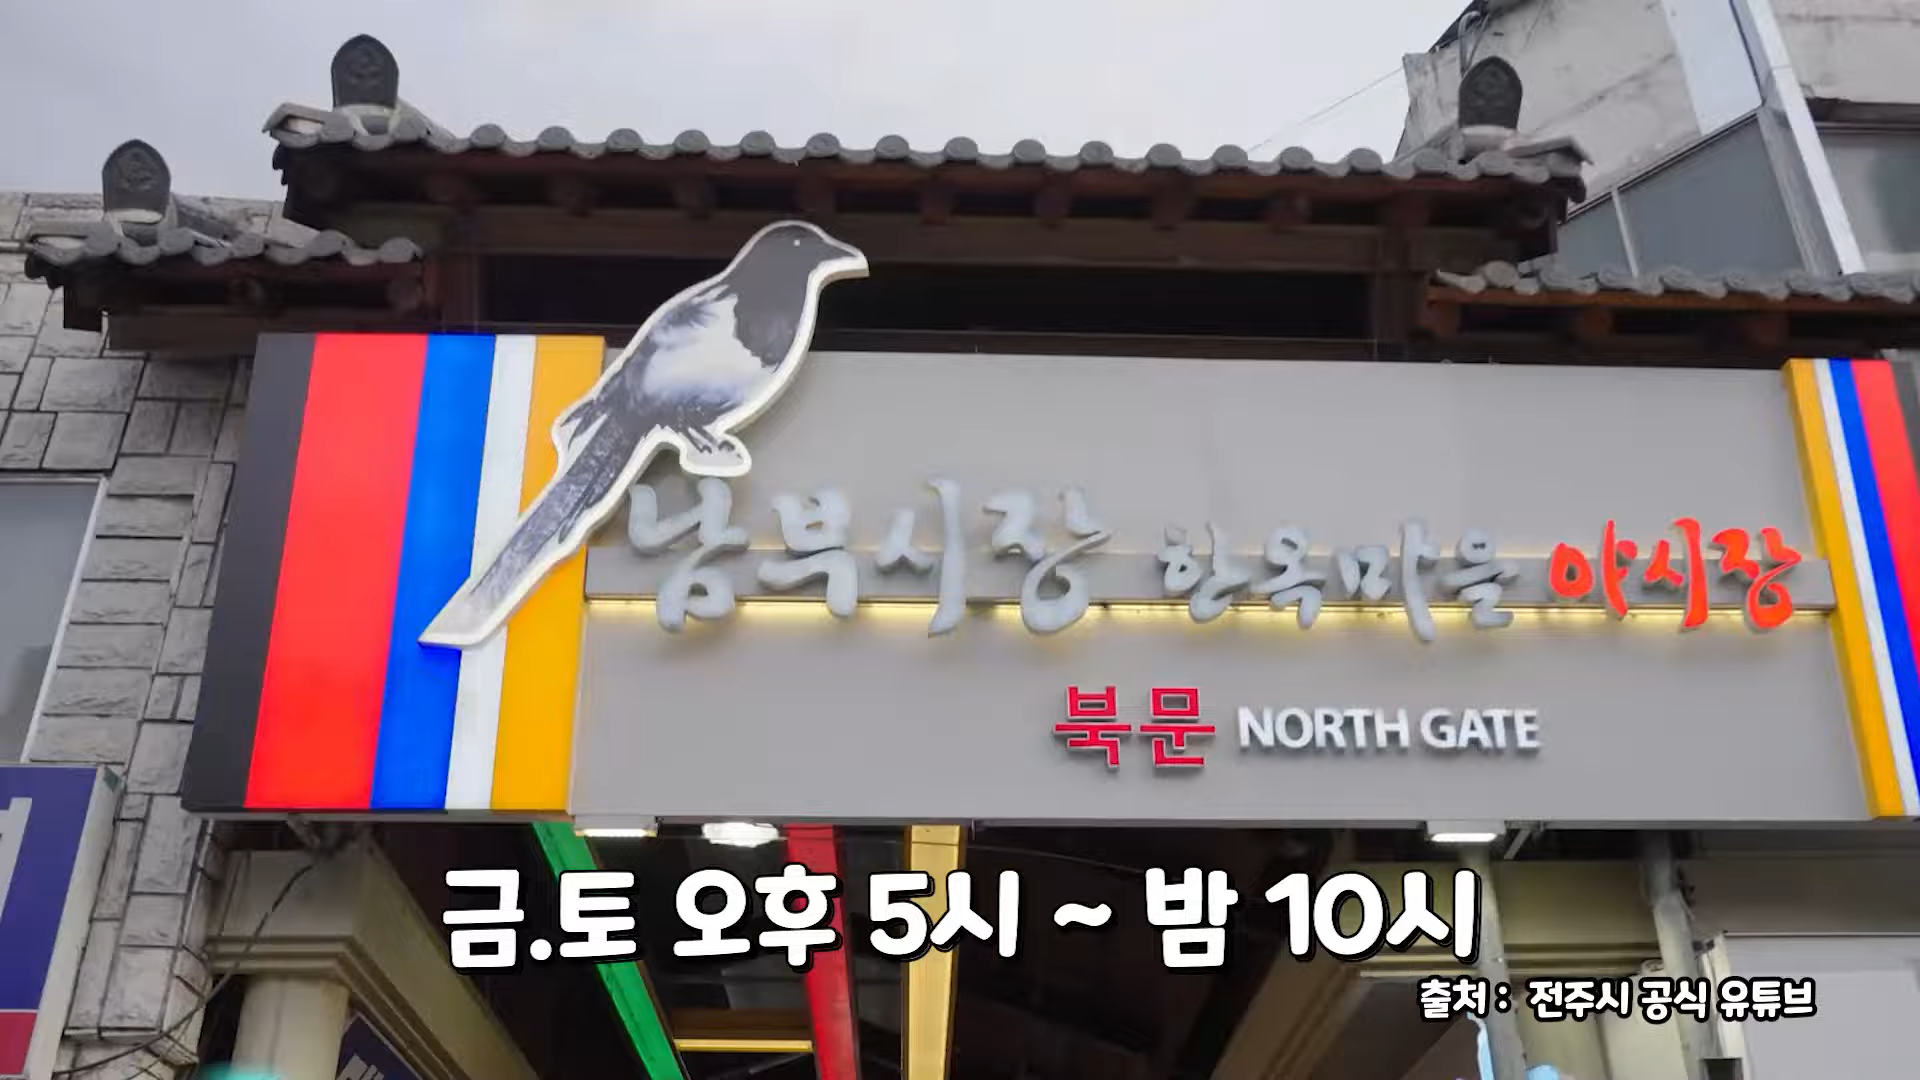 남부시장 한옥마을 야시장
북문 NORTH GATE
금.토 오후 5시 ~ 밤 10시
출처 : 전주시 공식 유튜브